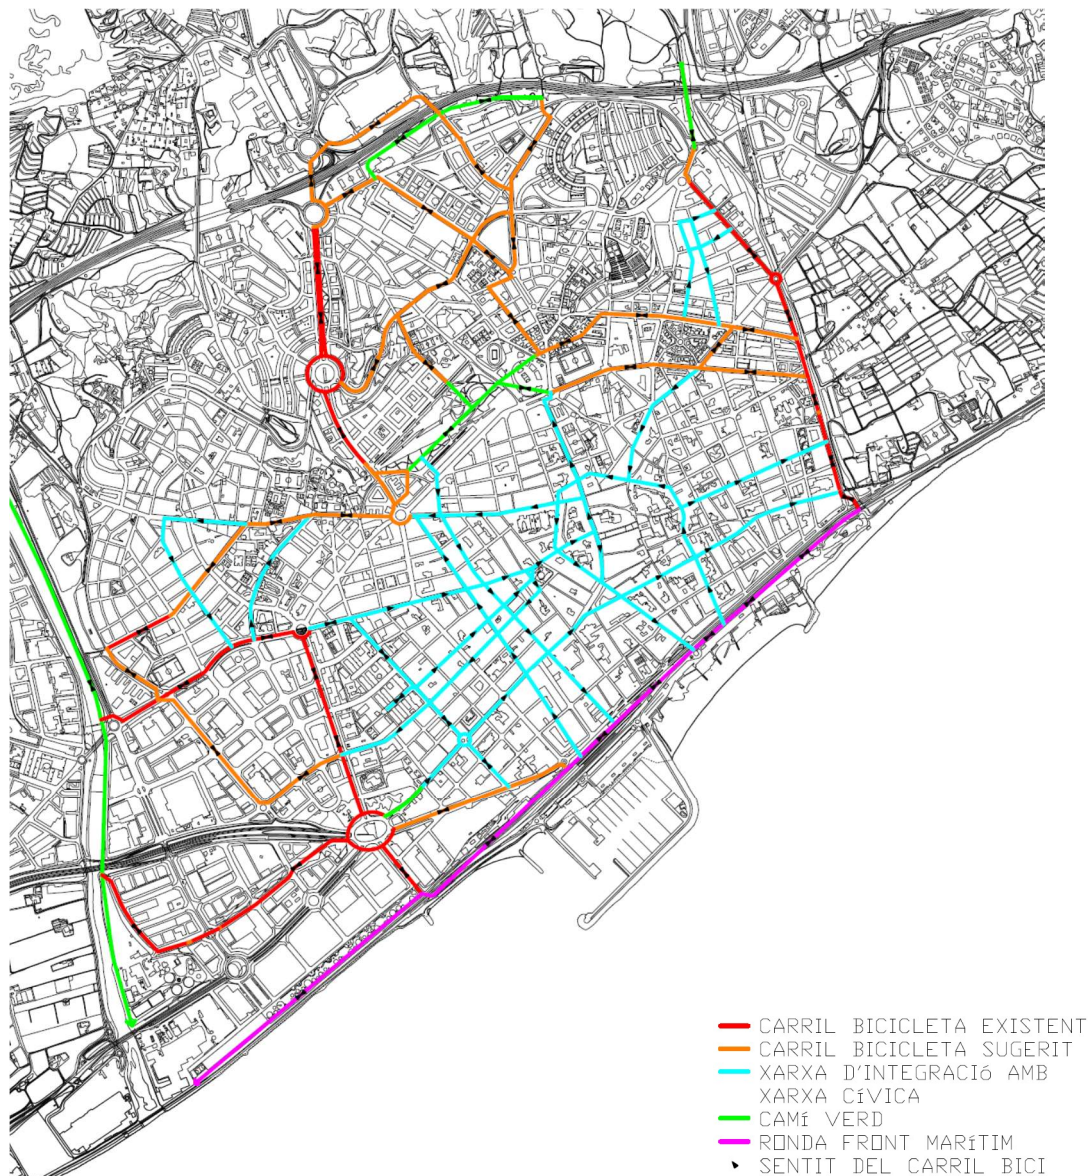 CARRIL BICICLETA EXISTENT
CARRIL BICICLETA SUGERIT
XARXA D'INTEGRACIó AMB
XARXA CíVICA
CAMí VERD
RONDA FRONT MARíTIM
SENTIT DEL CARRIL BICI